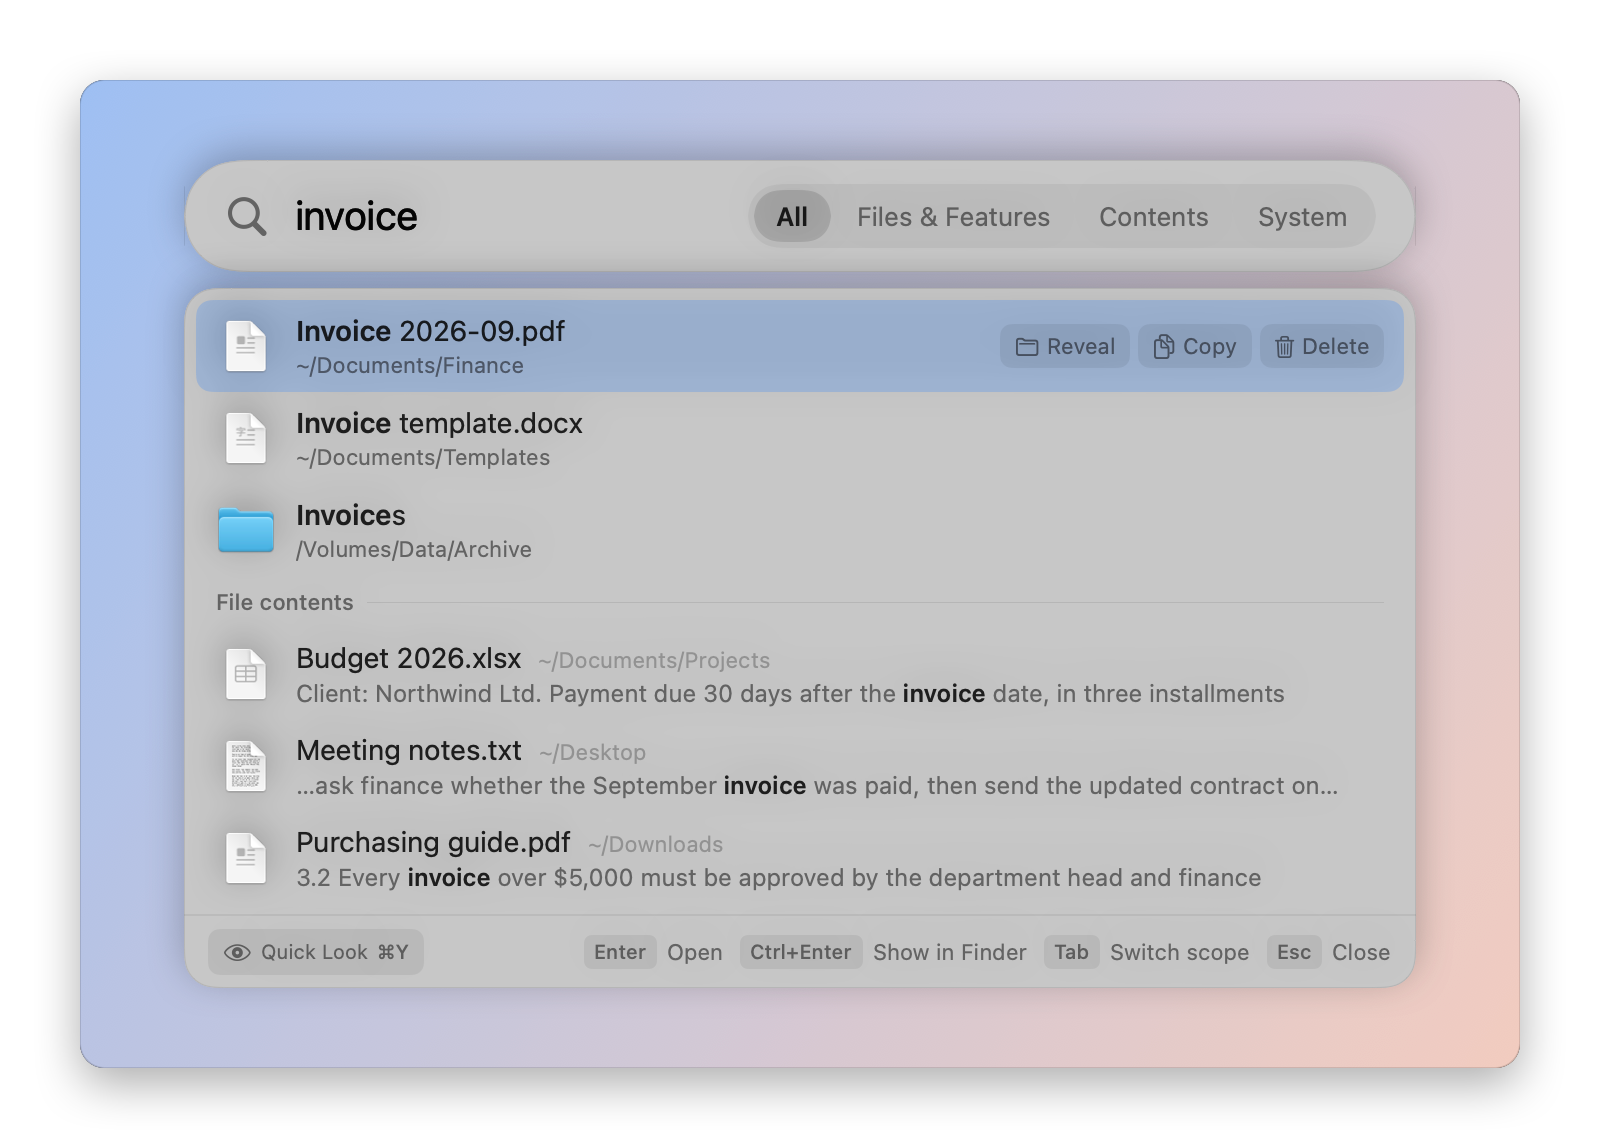 invoice
All Files & Features Contents System
Invoice 2026-09.pdf
~/Documents/Finance
Reveal Copy Delete
Invoice template.docx
~/Documents/Templates
Invoices
/Volumes/Data/Archive
File contents
Budget 2026.xlsx ~/Documents/Projects
Client: Northwind Ltd. Payment due 30 days after the invoice date, in three installments
Meeting notes.txt ~/Desktop
...ask finance whether the September invoice was paid, then send the updated contract on...
Purchasing guide.pdf ~/Downloads
3.2 Every invoice over $5,000 must be approved by the department head and finance
Quick Look ⌘Y Enter Open Ctrl+Enter Show in Finder Tab Switch scope Esc Close